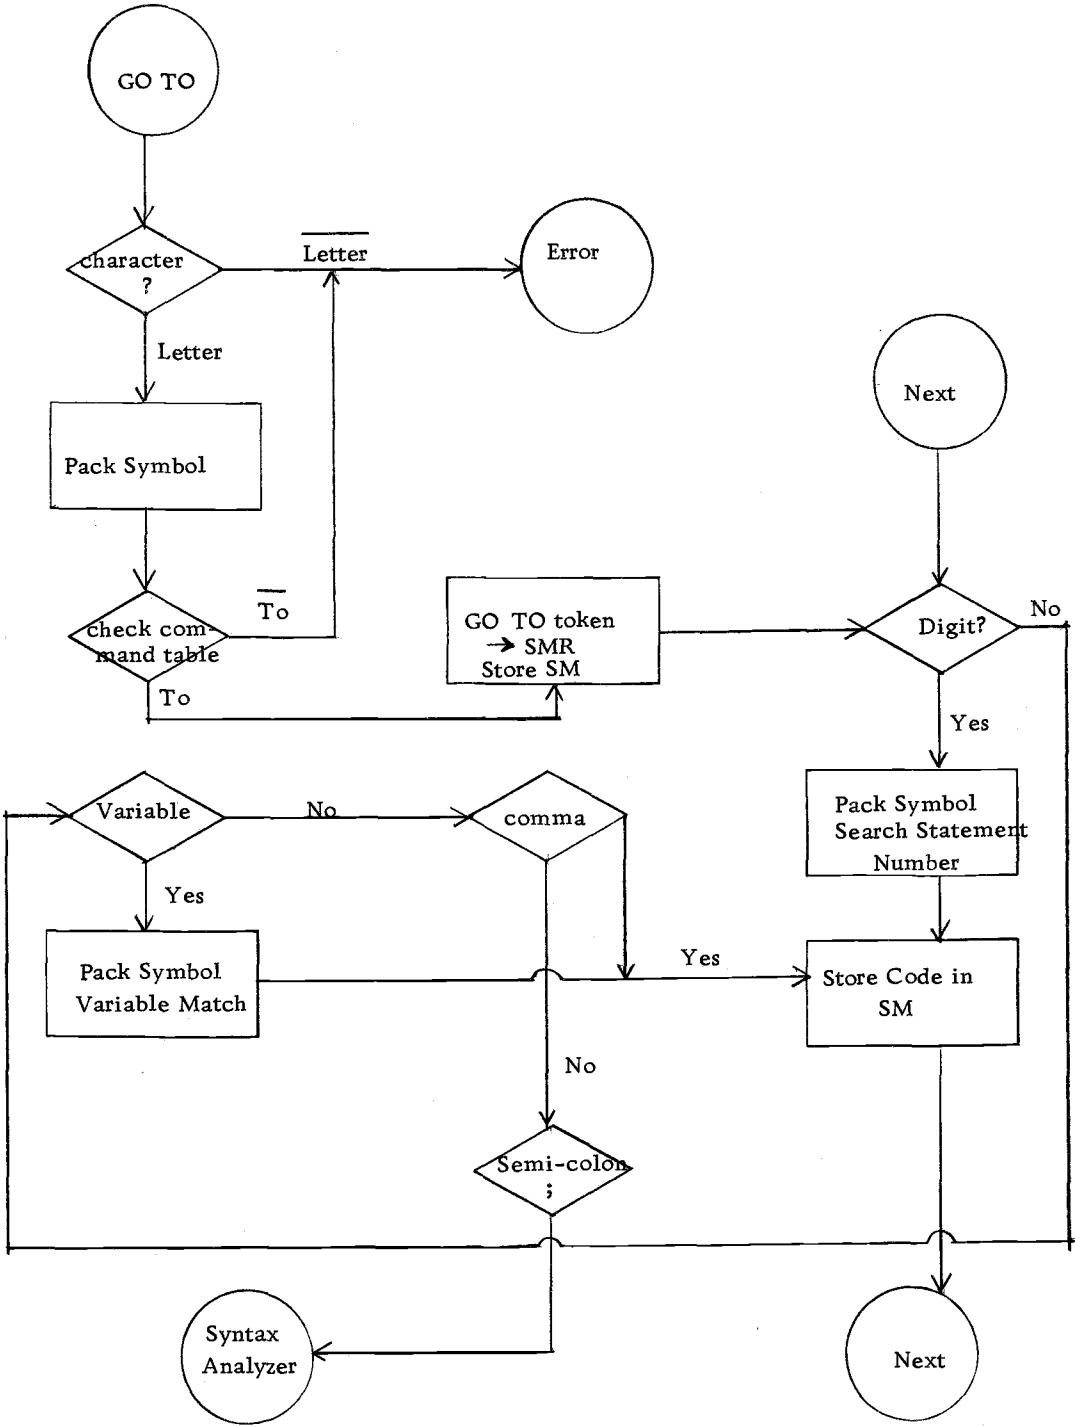 GO TO
character
?
Letter
Error
Letter
Pack Symbol
Next
check com-
mand table
To
To
GO TO token
→ SMR
Store SM
Digit?
No
Yes
Variable
No
comma
Pack Symbol
Search Statement
Number
Yes
Pack Symbol
Variable Match
Yes
Store Code in
SM
No
Semi-colon
;
Syntax
Analyzer
Next